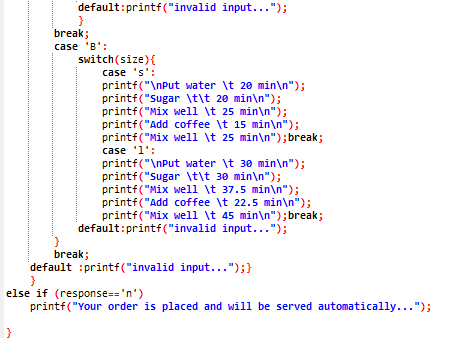 default:printf("invalid input...");
}
break;
case 'B':
switch(size){
case 's':
printf("\nPut water \t 20 min\n");
printf("Sugar \t\t 20 min\n");
printf("Mix well \t 25 min\n");
printf("Add coffee \t 15 min\n");
printf("Mix well \t 25 min\n");break;
case 'l':
printf("\nPut water \t 30 min\n");
printf("Sugar \t\t 30 min\n");
printf("Mix well \t 37.5 min\n");
printf("Add coffee \t 22.5 min\n");
printf("Mix well \t 45 min\n");break;
default:printf("invalid input...");
}
break;
default :printf("invalid input...");}
}
else if (response=='n')
printf("Your order is placed and will be served automatically...");
}